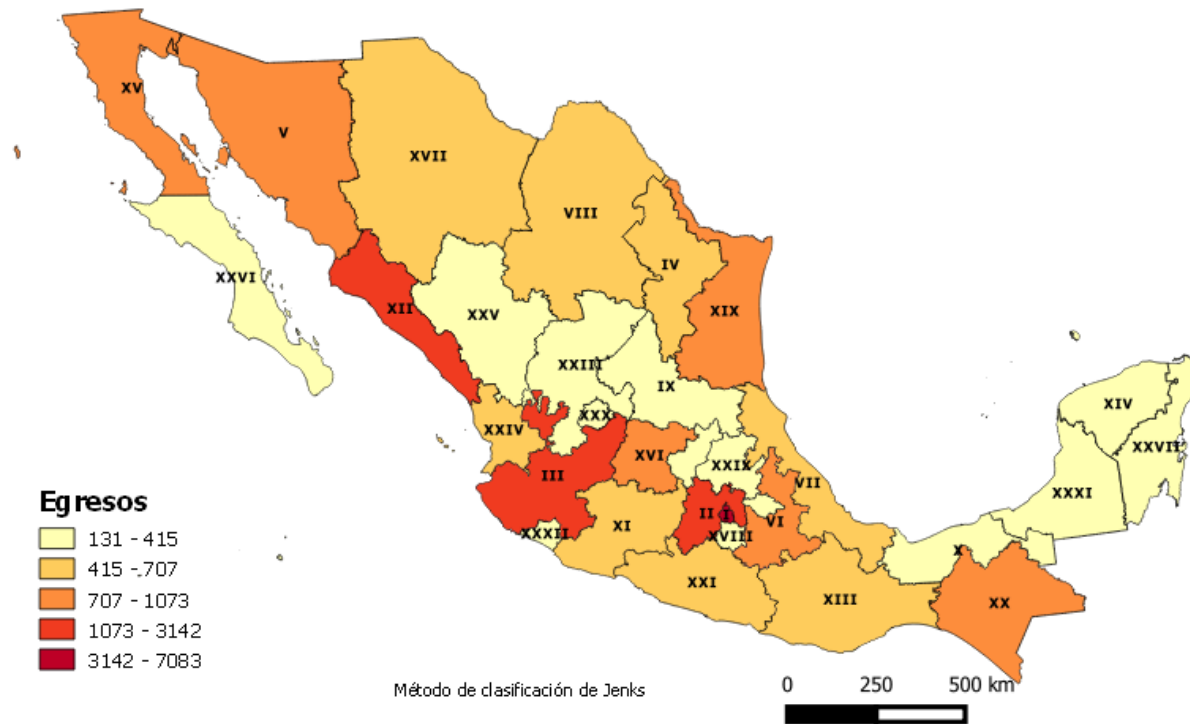 XV
V
XVII
VIII
IV
XXVI
XII
XIX
XXV
XXIII
IX
XXX
XXIV
XIV
XXVII
XVI
XXIX
III
VII
XXXI
Egresos
131 - 415
415 - 707
707 - 1073
1073 - 3142
3142 - 7083
II
I
VI
XI
XXXII
XVIII
X
XXI
XIII
XX
Método de clasificación de Jenks
0 250 500 km